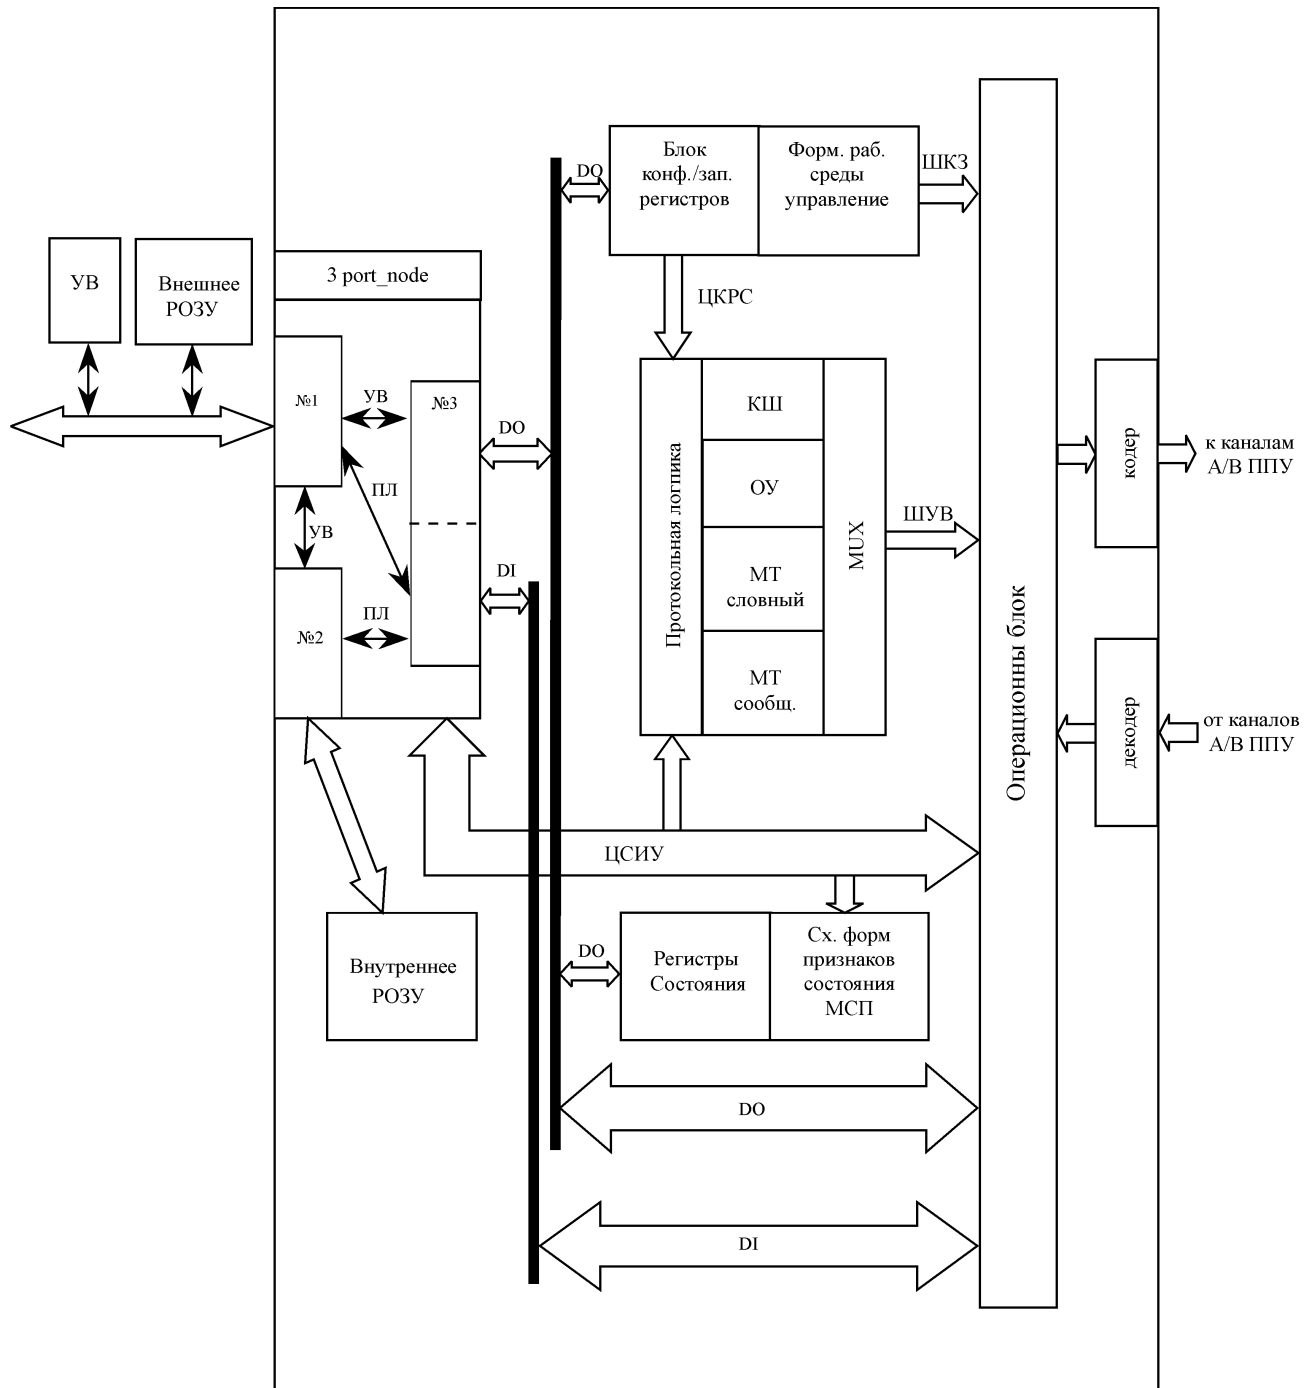 DO
Блок
конф./зап.
регистров
Форм. раб.
среды
управление
ШКЗ
УВ
Внешнее
РОЗУ
3 port_node
ЦКРС
№1
УВ
№3
DO
ПЛ
УВ
DI
№2
ПЛ
Протокольная логпика
КШ
ОУ
МТ
словный
МТ
сообщ.
MUX
ШУВ
Операционны блок
кодер
к каналам
А/В ППУ
декодер
от каналов
А/В ППУ
ЦСИУ
Внутреннее
РОЗУ
DO
Регистры
Состояния
Сх. форм
признаков
состояния
МСП
DO
DI